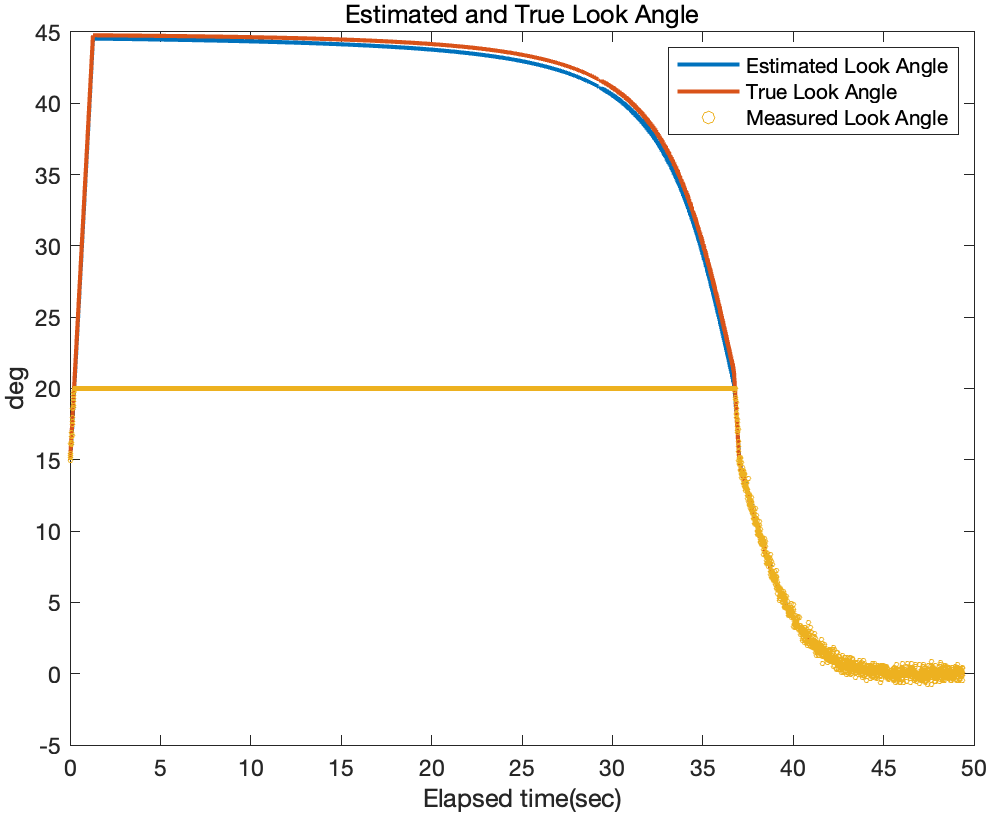 Estimated and True Look Angle
Estimated Look Angle
True Look Angle
Measured Look Angle
45
40
35
30
25
20
15
10
5
0
-5
deg
0 5 10 15 20 25 30 35 40 45 50
Elapsed time(sec)